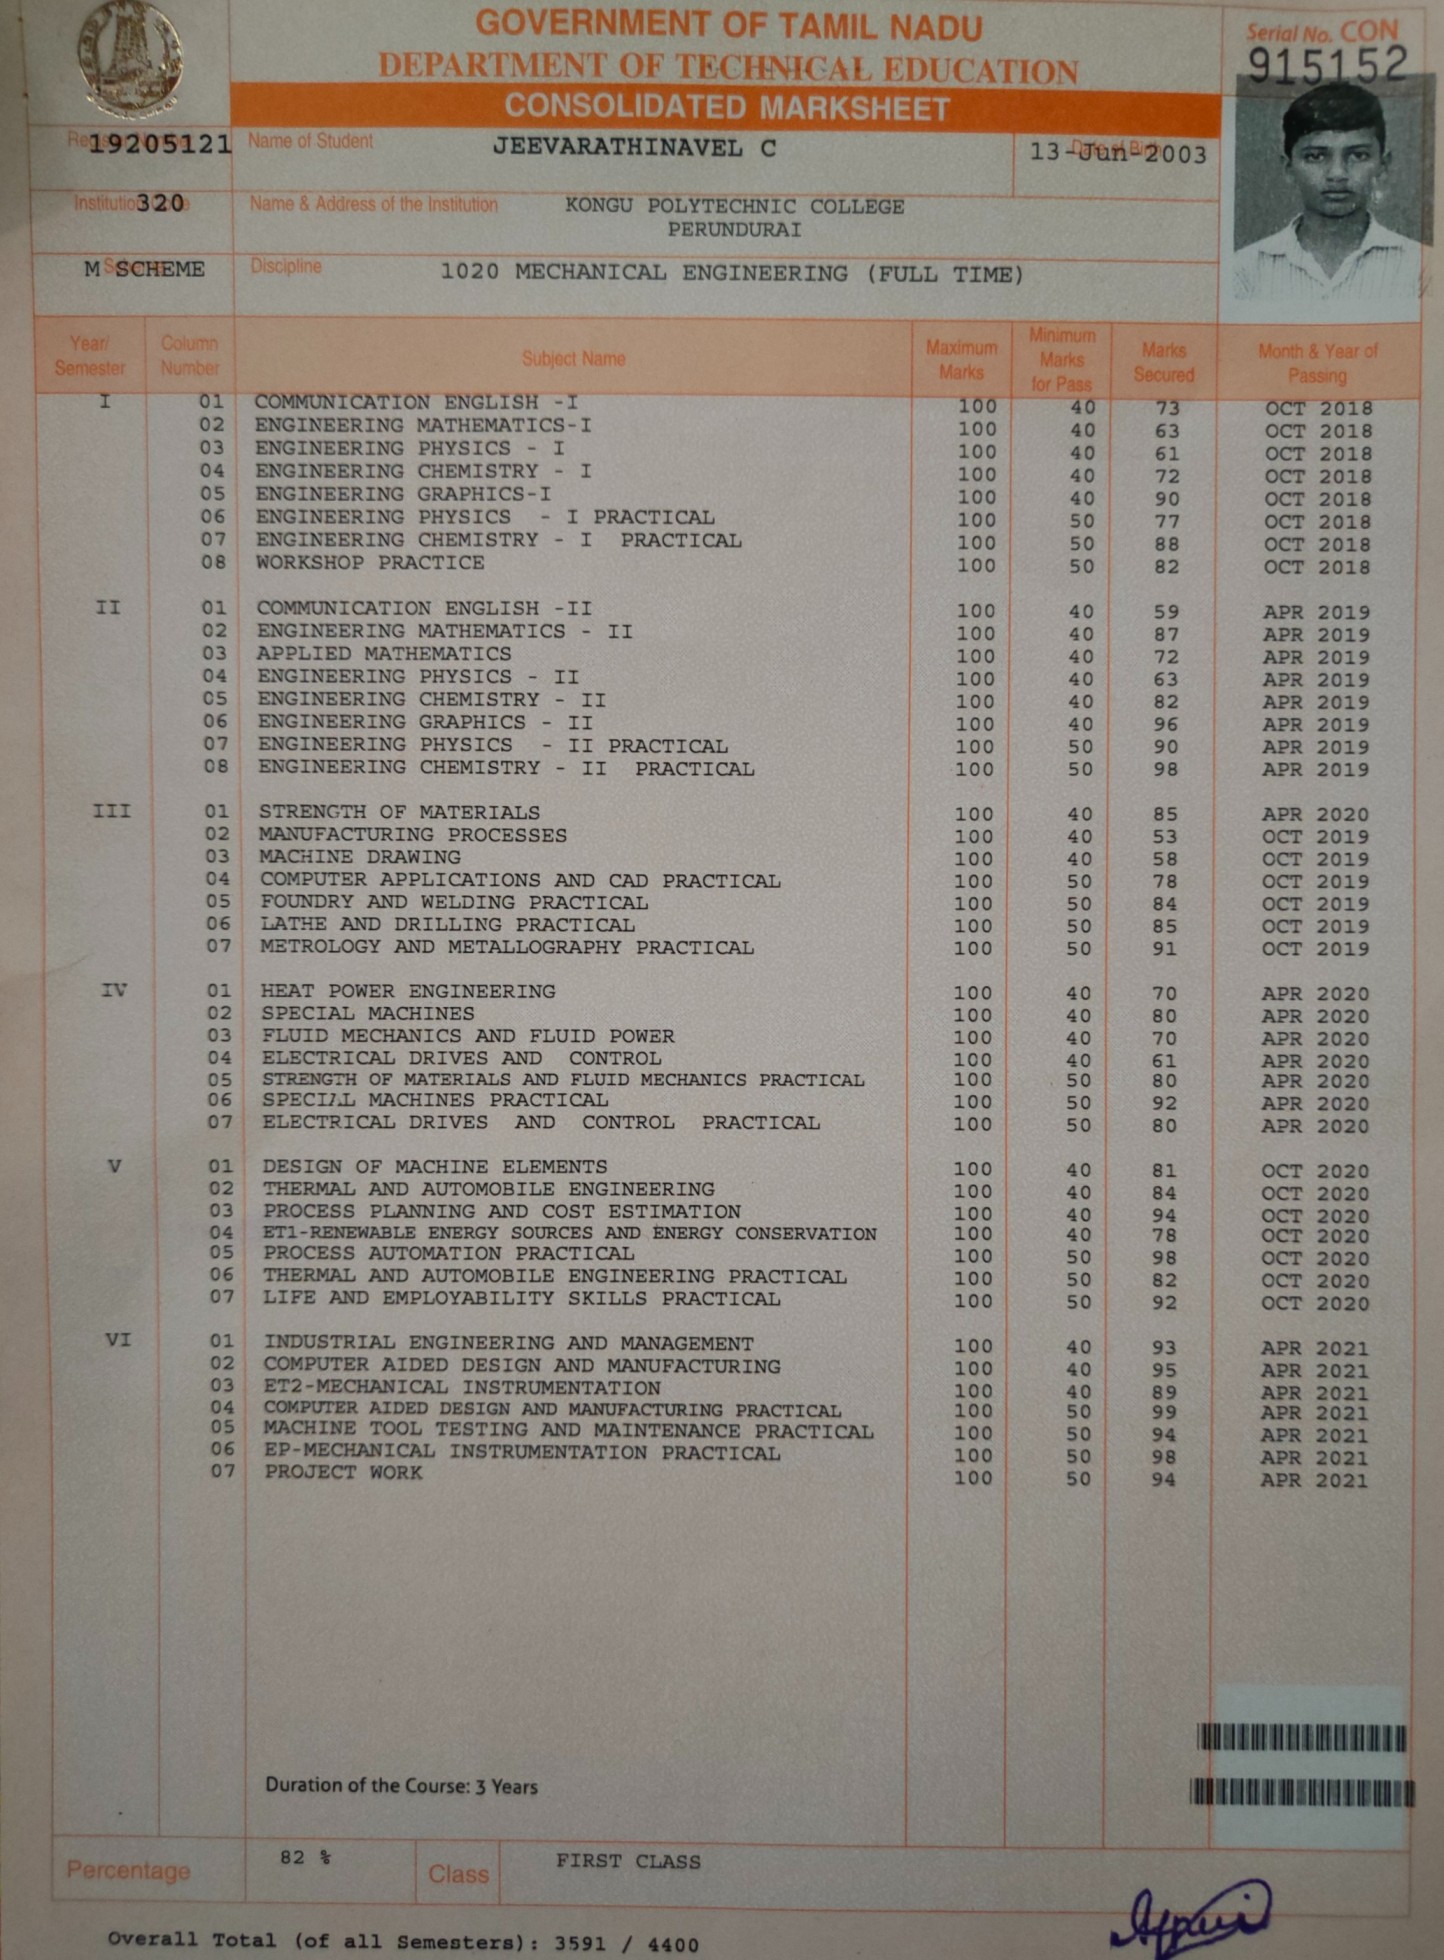 GOVERNMENT OF TAMIL NADU
DEPARTMENT OF TECHNICAL EDUCATION
CONSOLIDATED MARKSHEET
Serial No. CON
915152
19205121 Name of Student JEEVARATHINAVEL C Date of Birth 13-Jun-2003
320 Name & Address of the Institution KONGU POLYTECHNIC COLLEGE
PERUNDURAI
M SCHEME Discipline 1020 MECHANICAL ENGINEERING (FULL TIME)
Year/ Semester Column Number Subject Name Maximum Marks Minimum Marks for Pass Marks Secured Month & Year of Passing
I 01 COMMUNICATION ENGLISH -I 100 40 73 OCT 2018
02 ENGINEERING MATHEMATICS-I 100 40 63 OCT 2018
03 ENGINEERING PHYSICS - I 100 40 61 OCT 2018
04 ENGINEERING CHEMISTRY - I 100 40 72 OCT 2018
05 ENGINEERING GRAPHICS-I 100 40 90 OCT 2018
06 ENGINEERING PHYSICS - I PRACTICAL 100 50 77 OCT 2018
07 ENGINEERING CHEMISTRY - I PRACTICAL 100 50 88 OCT 2018
08 WORKSHOP PRACTICE 100 50 82 OCT 2018
II 01 COMMUNICATION ENGLISH -II 100 40 59 APR 2019
02 ENGINEERING MATHEMATICS - II 100 40 87 APR 2019
03 APPLIED MATHEMATICS 100 40 72 APR 2019
04 ENGINEERING PHYSICS - II 100 40 63 APR 2019
05 ENGINEERING CHEMISTRY - II 100 40 82 APR 2019
06 ENGINEERING GRAPHICS - II 100 40 96 APR 2019
07 ENGINEERING PHYSICS - II PRACTICAL 100 50 90 APR 2019
08 ENGINEERING CHEMISTRY - II PRACTICAL 100 50 98 APR 2019
III 01 STRENGTH OF MATERIALS 100 40 85 APR 2020
02 MANUFACTURING PROCESSES 100 40 53 OCT 2019
03 MACHINE DRAWING 100 40 58 OCT 2019
04 COMPUTER APPLICATIONS AND CAD PRACTICAL 100 50 78 OCT 2019
05 FOUNDRY AND WELDING PRACTICAL 100 50 84 OCT 2019
06 LATHE AND DRILLING PRACTICAL 100 50 85 OCT 2019
07 METROLOGY AND METALLOGRAPHY PRACTICAL 100 50 91 OCT 2019
IV 01 HEAT POWER ENGINEERING 100 40 70 APR 2020
02 SPECIAL MACHINES 100 40 80 APR 2020
03 FLUID MECHANICS AND FLUID POWER 100 40 70 APR 2020
04 ELECTRICAL DRIVES AND CONTROL 100 40 61 APR 2020
05 STRENGTH OF MATERIALS AND FLUID MECHANICS PRACTICAL 100 50 80 APR 2020
06 SPECIAL MACHINES PRACTICAL 100 50 92 APR 2020
07 ELECTRICAL DRIVES AND CONTROL PRACTICAL 100 50 80 APR 2020
V 01 DESIGN OF MACHINE ELEMENTS 100 40 81 OCT 2020
02 THERMAL AND AUTOMOBILE ENGINEERING 100 40 84 OCT 2020
03 PROCESS PLANNING AND COST ESTIMATION 100 40 94 OCT 2020
04 ET1-RENEWABLE ENERGY SOURCES AND ENERGY CONSERVATION 100 40 78 OCT 2020
05 PROCESS AUTOMATION PRACTICAL 100 50 98 OCT 2020
06 THERMAL AND AUTOMOBILE ENGINEERING PRACTICAL 100 50 82 OCT 2020
07 LIFE AND EMPLOYABILITY SKILLS PRACTICAL 100 50 92 OCT 2020
VI 01 INDUSTRIAL ENGINEERING AND MANAGEMENT 100 40 93 APR 2021
02 COMPUTER AIDED DESIGN AND MANUFACTURING 100 40 95 APR 2021
03 ET2-MECHANICAL INSTRUMENTATION 100 40 89 APR 2021
04 COMPUTER AIDED DESIGN AND MANUFACTURING PRACTICAL 100 50 99 APR 2021
05 MACHINE TOOL TESTING AND MAINTENANCE PRACTICAL 100 50 94 APR 2021
06 EP-MECHANICAL INSTRUMENTATION PRACTICAL 100 50 98 APR 2021
07 PROJECT WORK 100 50 94 APR 2021
Duration of the Course: 3 Years
Percentage 82 % Class FIRST CLASS
Overall Total (of all Semesters): 3591 / 4400